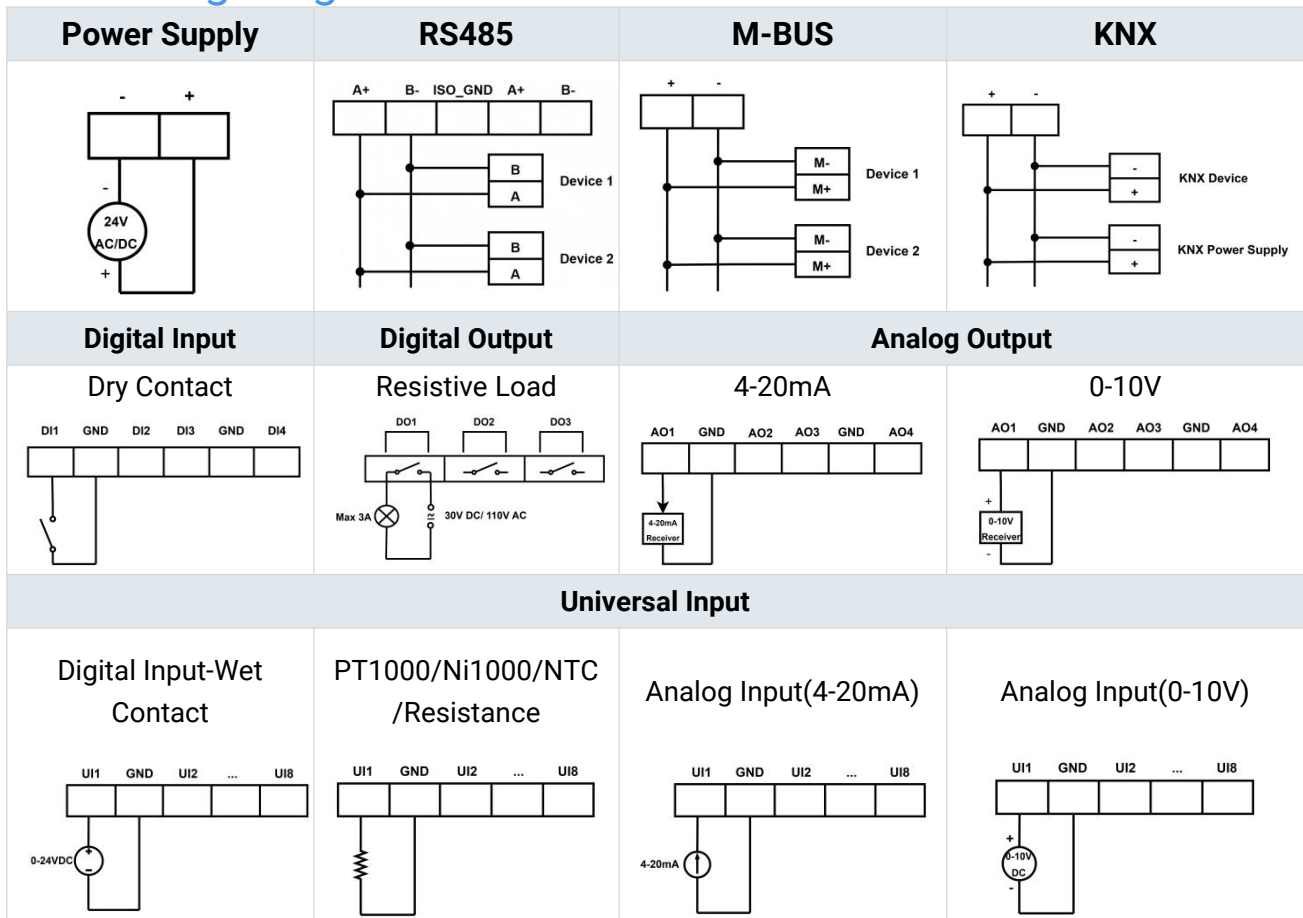 Power Supply RS485 M-BUS KNX
- +
-
24V
AC/DC
+
A+ B- ISO_GND A+ B-
B
A
Device 1
B
A
Device 2
+ -
M-
M+
Device 1
M-
M+
Device 2
+ -
-
+
KNX Device
-
+
KNX Power Supply
Digital Input Digital Output Analog Output
Dry Contact
DI1 GND DI2 DI3 GND DI4
Resistive Load
DO1 DO2 DO3
Max 3A
30V DC/ 110V AC
4-20mA
AO1 GND AO2 AO3 GND AO4
4-20mA
Receiver
0-10V
AO1 GND AO2 AO3 GND AO4
+
0-10V
Receiver
-
Universal Input
Digital Input-Wet
Contact
UI1 GND UI2 ... UI8
0-24VDC
+
-
PT1000/Ni1000/NTC
/Resistance
UI1 GND UI2 ... UI8
Analog Input(4-20mA)
UI1 GND UI2 ... UI8
4-20mA
Analog Input(0-10V)
UI1 GND UI2 ... UI8
+
0-10V
DC
-